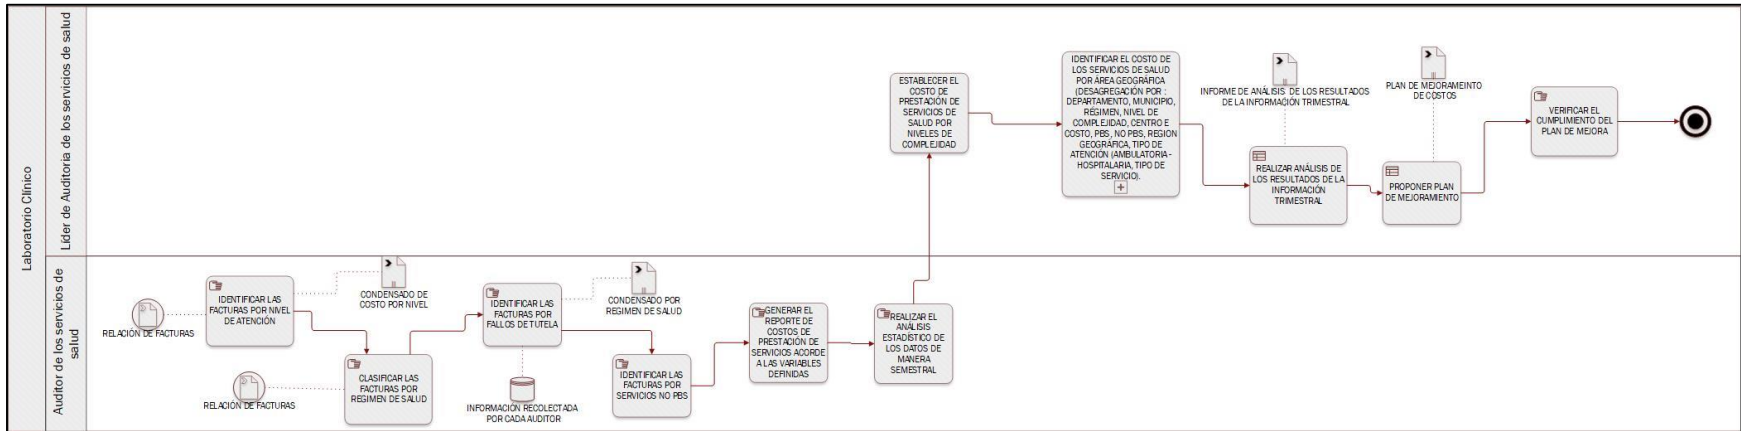 Laboratorio Clínico
Líder de Auditoria de los servicios de salud
ESTABLECER EL
COSTO DE
PRESTACIÓN DE
SERVICIOS DE
SALUD POR
NIVELES DE
COMPLEJIDAD
IDENTIFICAR EL COSTO DE
LOS SERVICIOS DE SALUD
POR ÁREA GEOGRÁFICA
(DESAGREGACIÓN POR :
DEPARTAMENTO, MUNICIPIO,
RÉGIMEN, NIVEL DE
COMPLEJIDAD, CENTRO E
COSTO, PBS, NO PBS, REGION
GEOGRÁFICA, TIPO DE
ATENCIÓN (AMBULATORIA -
HOSPITALARIA, TIPO DE
SERVICIO).
INFORME DE ANÁLISIS DE LOS RESULTADOS
DE LA INFORMACIÓN TRIMESTRAL
REALIZAR ANÁLISIS DE
LOS RESULTADOS DE LA
INFORMACIÓN
TRIMESTRAL
PLAN DE MEJORAMEINTO
DE COSTOS
PROPONER PLAN
DE MEJORAMIENTO
VERIFICAR EL
CUMPLIMIENTO DEL
PLAN DE MEJORA
Auditor de los servicios de
salud
RELACIÓN DE FACTURAS
IDENTIFICAR LAS
FACTURAS POR NIVEL
DE ATENCIÓN
CONDENSADO DE
COSTO POR NIVEL
RELACIÓN DE FACTURAS
CLASIFICAR LAS
FACTURAS POR
REGIMEN DE SALUD
IDENTIFICAR LAS
FACTURAS POR
FALLOS DE TUTELA
CONDENSADO POR
REGIMEN DE SALUD
INFORMACIÓN RECOLECTADA
POR CADA AUDITOR
IDENTIFICAR LAS
FACTURAS POR
SERVICIOS NO PBS
GENERAR EL
REPORTE DE
COSTOS DE
PRESTACIÓN DE
SERVICIOS ACORDE
A LAS VARIABLES
DEFINIDAS
REALIZAR EL
ANÁLISIS
ESTADÍSTICO DE
LOS DATOS DE
MANERA
SEMESTRAL